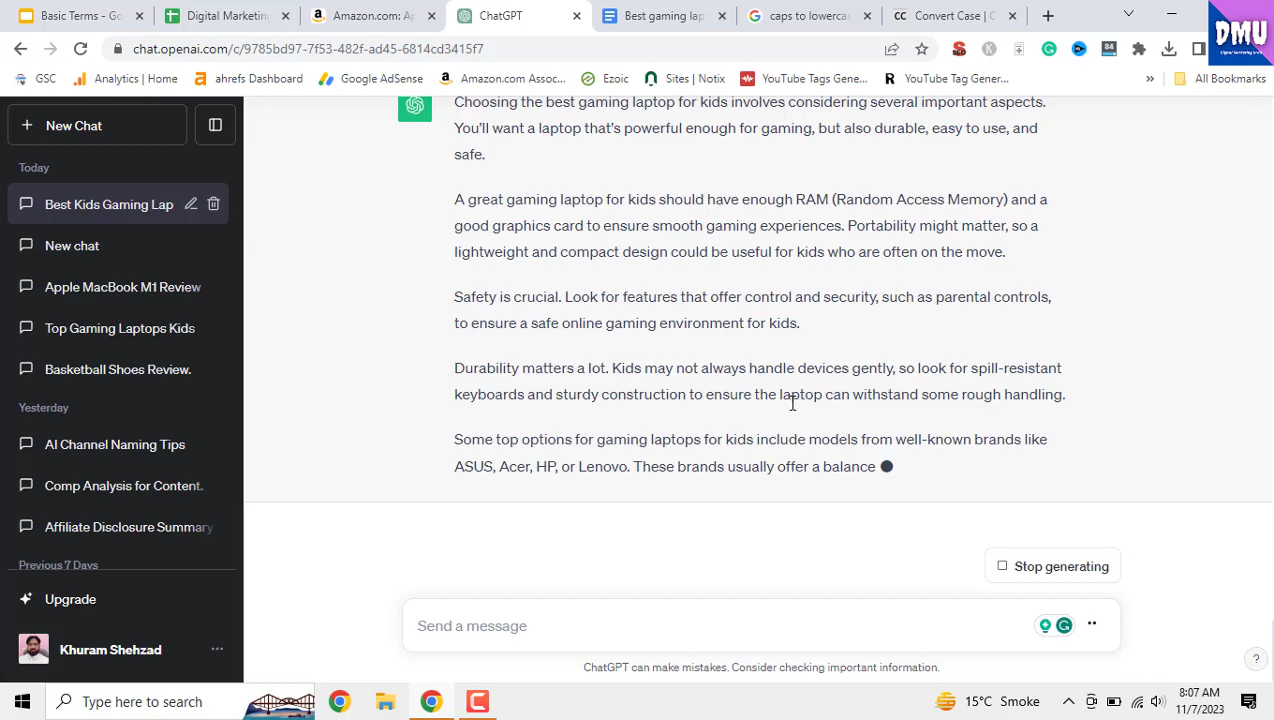 Basic Terms - Go
Digital Marketing
Amazon.com: A
ChatGPT
Best gaming lap
caps to lowercas
CC Convert Case | C
DMU
chat.openai.com/c/9785bd97-7f53-482f-ad45-6814cd3415f7
SEO
K
84
GSC
Analytics | Home
ahrefs Dashboard
Google AdSense
Amazon.com Assoc...
Ezoic
Sites | Notix
YouTube Tags Gene...
YouTube Tag Gener...
»
All Bookmarks
New Chat
Today
Best Kids Gaming Lap
New chat
Apple MacBook M1 Review
Top Gaming Laptops Kids
Basketball Shoes Review.
Yesterday
AI Channel Naming Tips
Comp Analysis for Content.
Affiliate Disclosure Summary
Previous 7 Days
Upgrade
Khuram Shehzad
Choosing the best gaming laptop for kids involves considering several important aspects.
You'll want a laptop that's powerful enough for gaming, but also durable, easy to use, and
safe.
A great gaming laptop for kids should have enough RAM (Random Access Memory) and a
good graphics card to ensure smooth gaming experiences. Portability might matter, so a
lightweight and compact design could be useful for kids who are often on the move.
Safety is crucial. Look for features that offer control and security, such as parental controls,
to ensure a safe online gaming environment for kids.
Durability matters a lot. Kids may not always handle devices gently, so look for spill-resistant
keyboards and sturdy construction to ensure the laptop can withstand some rough handling.
Some top options for gaming laptops for kids include models from well-known brands like
ASUS, Acer, HP, or Lenovo. These brands usually offer a balance
Stop generating
Send a message
ChatGPT can make mistakes. Consider checking important information.
?
Type here to search
15°C Smoke
8:07 AM
11/7/2023